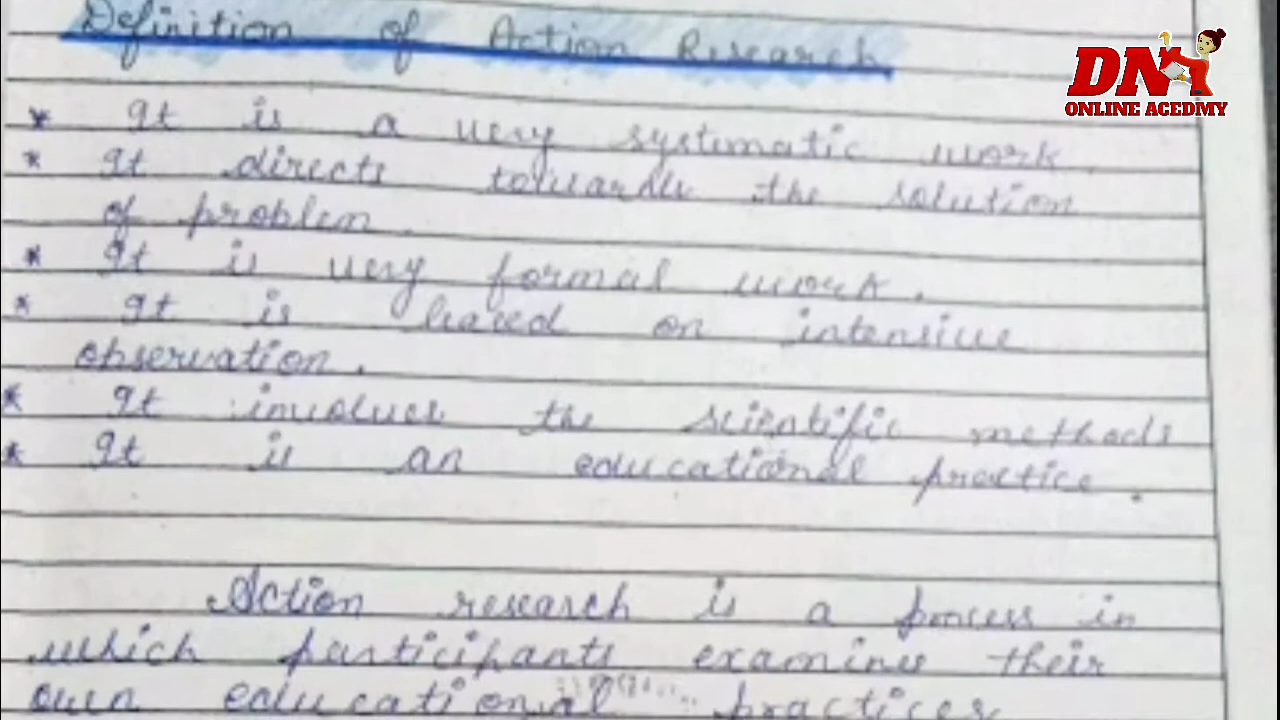 Definition of Action Research
DNA
ONLINE ACEDMY
* It is a very systematic work.
* It directs towards the solution
of problem.
* It is very formal work.
* It is based on intensive
observation.
* It involves the scientific methods
* It is an educational practice.
Action research is a process in
which participants examine their
own educational practices